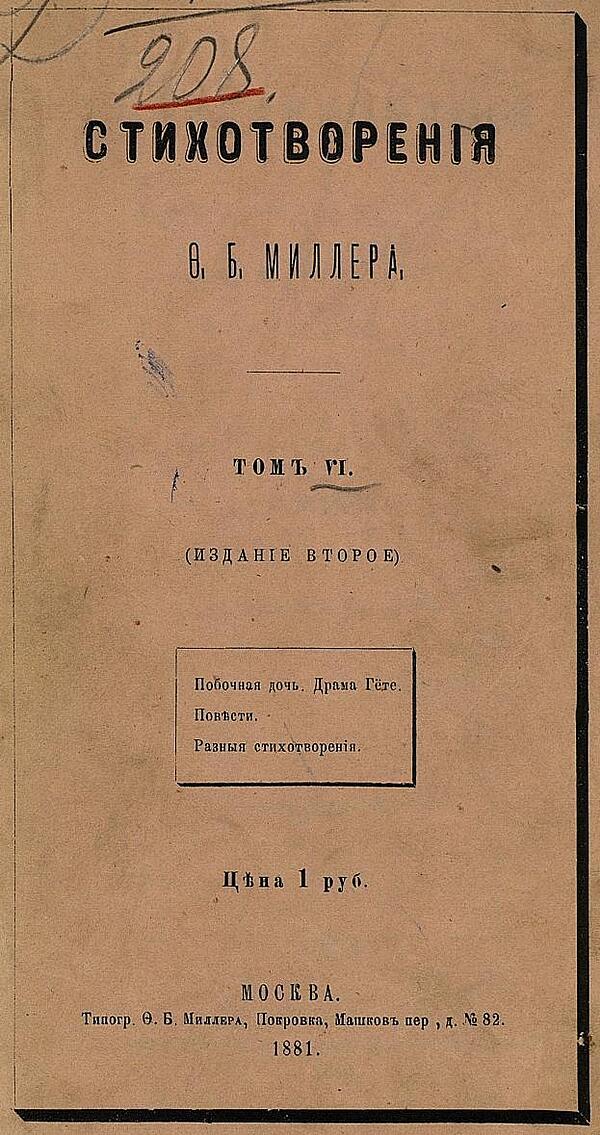 208.
СТИХОТВОРЕНІЯ
Ѳ. Б. МИЛЛЕРА.
ТОМЪ VI.
(ИЗДАНІЕ ВТОРОЕ)
Побочная дочь. Драма Гёте.
Повѣсти.
Разныя стихотворенія.
Цѣна 1 руб.
МОСКВА.
Типогр. Ѳ. Б. Миллера, Покровка, Машковъ пер., д. № 82.
1881.